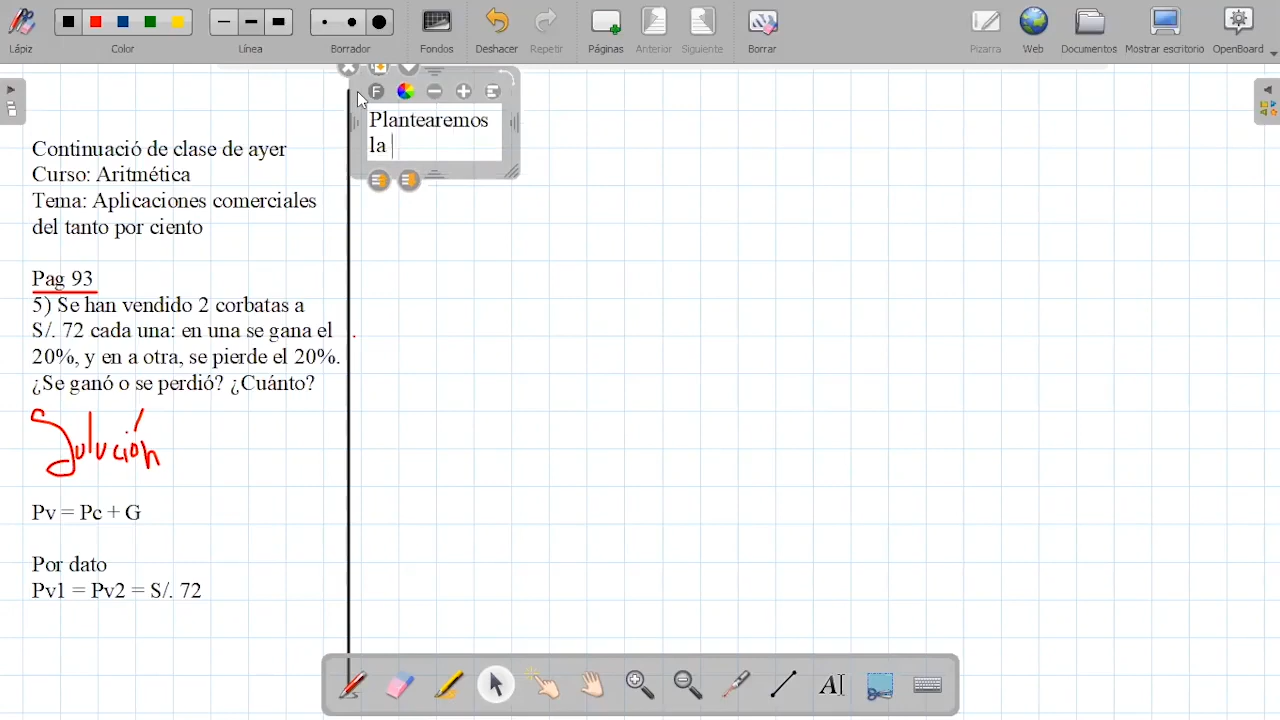 Lápiz
Color
Línea
Borrador
Fondos
Deshacer
Repetir
Páginas
Anterior
Siguiente
Borrar
Pizarra
Web
Documentos
Mostrar escritorio
OpenBoard
Continuació de clase de ayer
Curso: Aritmética
Tema: Aplicaciones comerciales
del tanto por ciento
Pag 93
5) Se han vendido 2 corbatas a
S/. 72 cada una: en una se gana el
20%, y en a otra, se pierde el 20%.
¿Se ganó o se perdió? ¿Cuánto?
Solución
Pv = Pc + G
Por dato
Pv1 = Pv2 = S/. 72
F
Plantearemos
la
AI